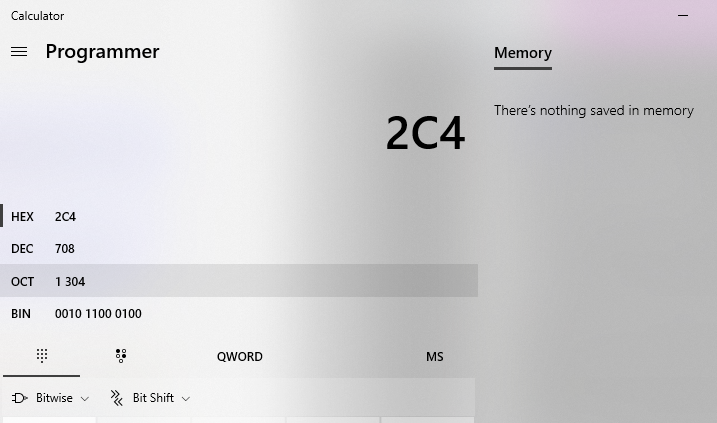 Calculator
Programmer
Memory
There's nothing saved in memory
2C4
HEX 2C4
DEC 708
OCT 1 304
BIN 0010 1100 0100
QWORD MS
Bitwise Bit Shift